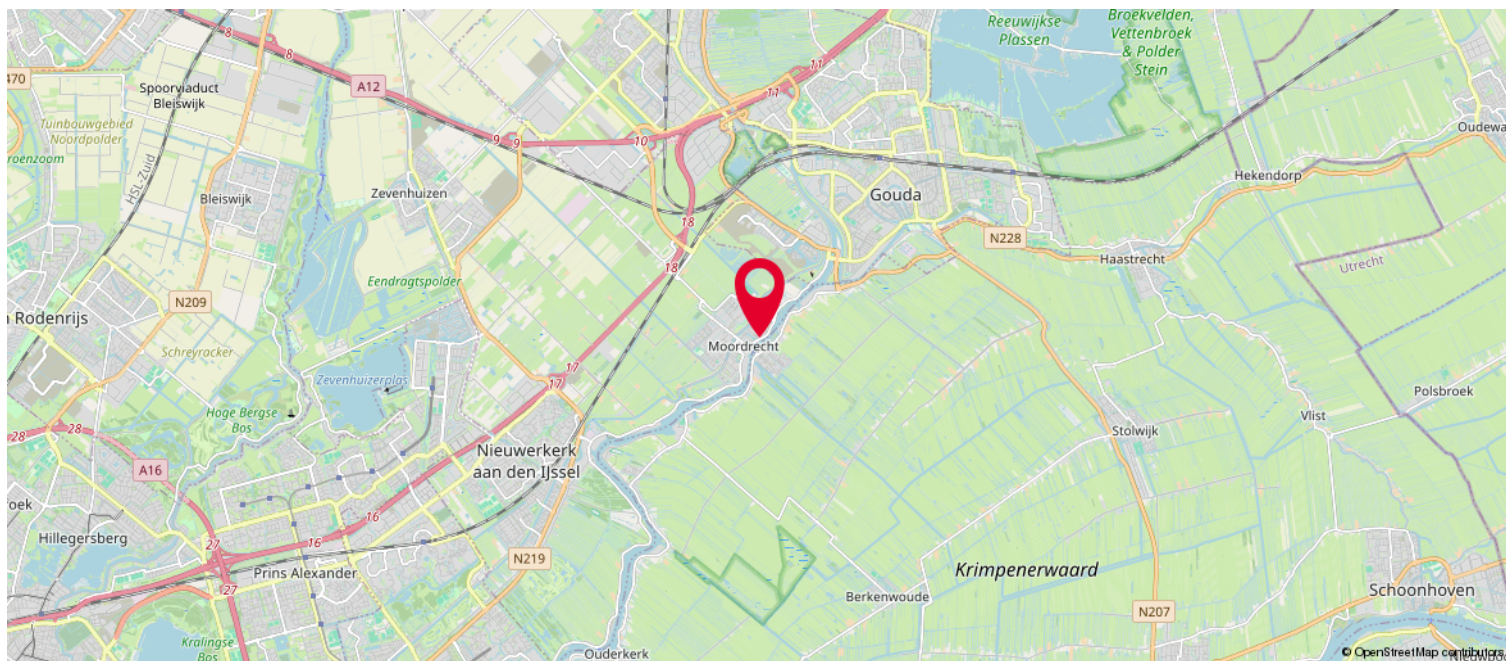 Reeuwijkse
Plassen
Broekvelden,
Vettenbroek
& Polder
Stein
8
8
11
470
A12
Spoorviaduct
Bleiswijk
11
Tuinbouwgebied
Noordpolder
9
9
10
Oudewa
roenzoom
HSL-Zuid
Bleiswijk
Zevenhuizen
Gouda
Hekendorp
18
N228
Haastrecht
Utrecht
18
Eendragtspolder
N209
n Rodenrijs
Schreyracker
Moordrecht
17
17
Zevenhuizerplas
Polsbroek
Hoge Bergse
Bos
Vlist
28
28
Stolwijk
Nieuwerkerk
aan den IJssel
A16
roek
16
16
Hillegersberg
27
N219
Prins Alexander
27
Krimpenerwaard
Berkenwoude
Schoonhoven
N207
Kralingse
Bos
Ouderkerk
© OpenStreetMap contributors